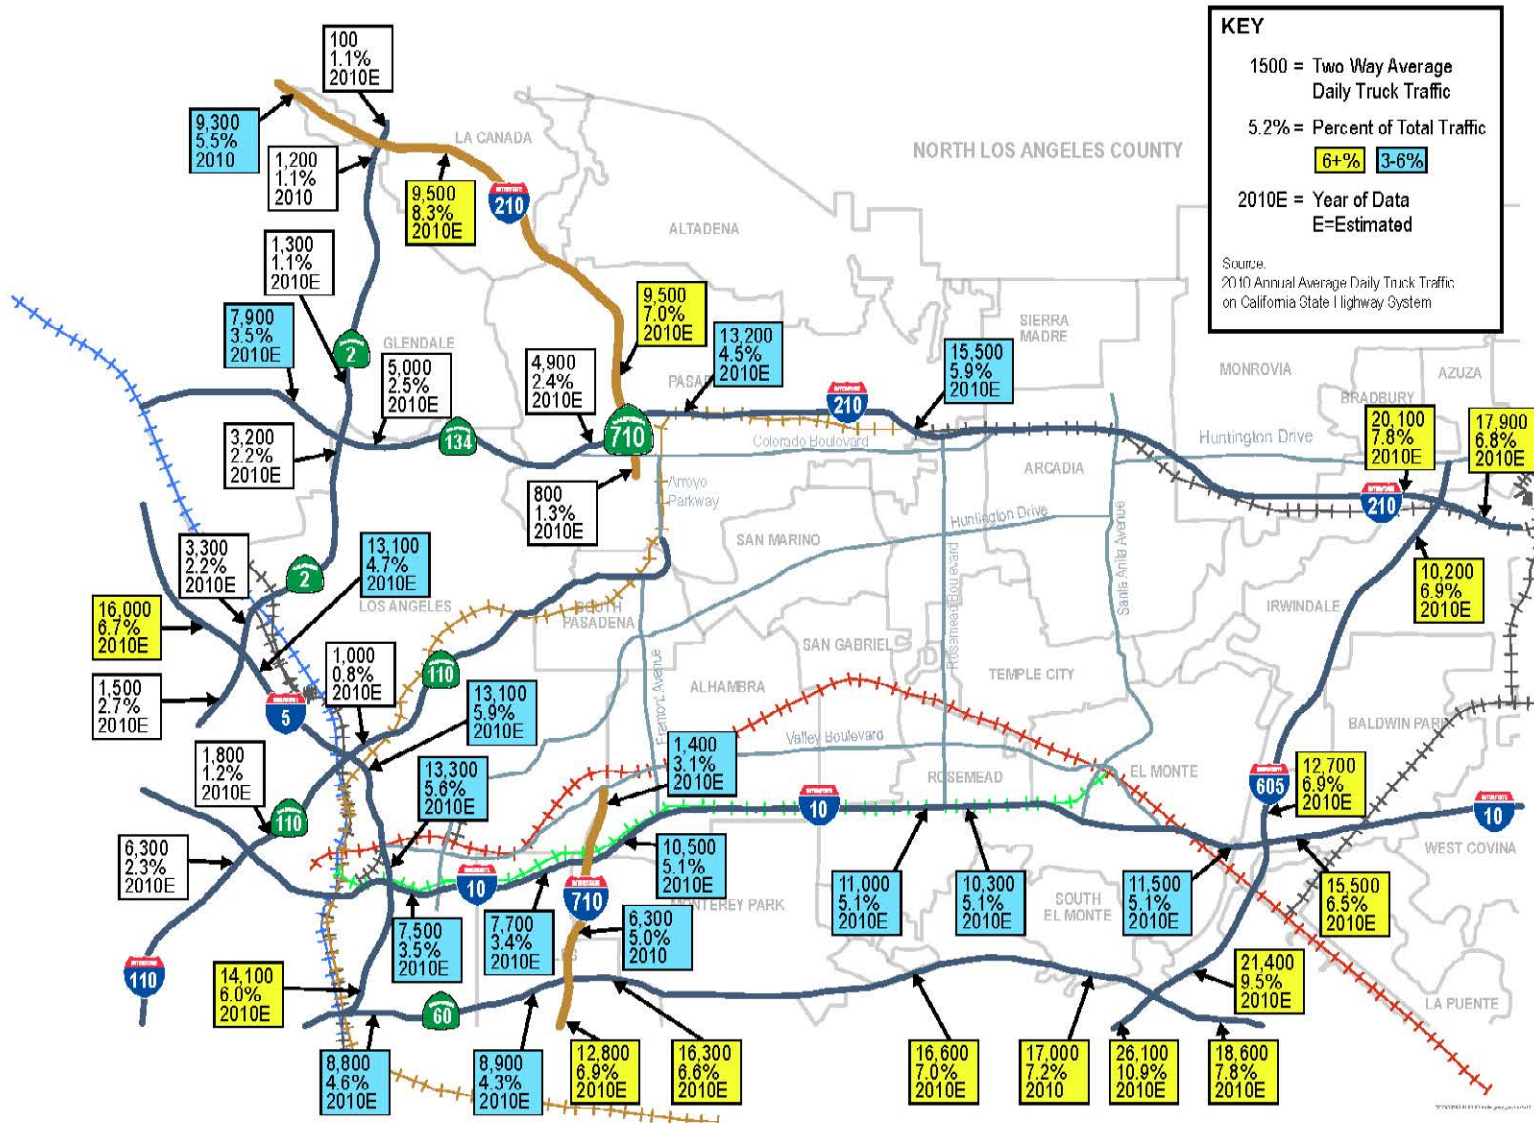 KEY
1500 = Two Way Average
Daily Truck Traffic
5.2% = Percent of Total Traffic
6+% 3-6%
2010E = Year of Data
E=Estimated
Source:
2010 Annual Average Daily Truck Traffic
on California State Highway System
NORTH LOS ANGELES COUNTY
100
1.1%
2010E
9,300
5.5%
2010
1,200
1.1%
2010
LA CANADA
9,500
8.3%
2010E
INTERSTATE
210
ALTADENA
1,300
1.1%
2010E
7,900
3.5%
2010E
2
GLENDALE
5,000
2.5%
2010E
134
4,900
2.4%
2010E
9,500
7.0%
2010E
710
13,200
4.5%
2010E
210
15,500
5.9%
2010E
SIERRA
MADRE
MONROVIA
BRADBURY
AZUZA
20,100
7.8%
2010E
17,900
6.8%
2010E
Colorado Boulevard
Huntington Drive
3,200
2.2%
2010E
800
1.3%
2010E
Arroyo
Parkway
ARCADIA
210
Huntington Drive
SAN MARINO
Rosemead Boulevard
Santa Anita Avenue
3,300
2.2%
2010E
2
13,100
4.7%
2010E
10,200
6.9%
2010E
16,000
6.7%
2010E
LOS ANGELES
SOUTH
PASADENA
IRWINDALE
1,500
2.7%
2010E
5
1,000
0.8%
2010E
110
SAN GABRIEL
TEMPLE CITY
ALHAMBRA
Fremont Avenue
13,100
5.9%
2010E
Valley Boulevard
BALDWIN PARK
1,800
1.2%
2010E
13,300
5.6%
2010E
1,400
3.1%
2010E
ROSEMEAD
EL MONTE
605
12,700
6.9%
2010E
110
10
10
6,300
2.3%
2010E
10
10,500
5.1%
2010E
WEST COVINA
11,000
5.1%
2010E
10,300
5.1%
2010E
11,500
5.1%
2010E
15,500
6.5%
2010E
7,500
3.5%
2010E
7,700
3.4%
2010E
710
MONTEREY PARK
6,300
5.0%
2010
SOUTH
EL MONTE
INTERSTATE
110
14,100
6.0%
2010E
60
21,400
9.5%
2010E
LA PUENTE
8,800
4.6%
2010E
8,900
4.3%
2010E
12,800
6.9%
2010E
16,300
6.6%
2010E
16,600
7.0%
2010E
17,000
7.2%
2010
26,100
10.9%
2010E
18,600
7.8%
2010E